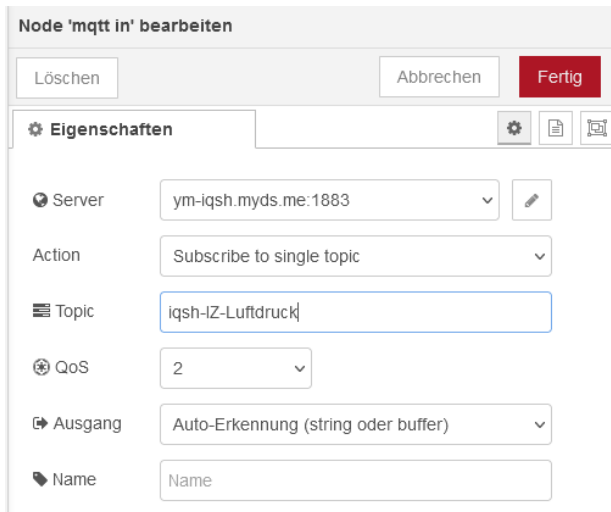 Node 'mqtt in' bearbeiten
Löschen Abbrechen Fertig
Eigenschaften
Server ym-iqsh.myds.me:1883
Action Subscribe to single topic
Topic iqsh-IZ-Luftdruck
QoS 2
Ausgang Auto-Erkennung (string oder buffer)
Name Name